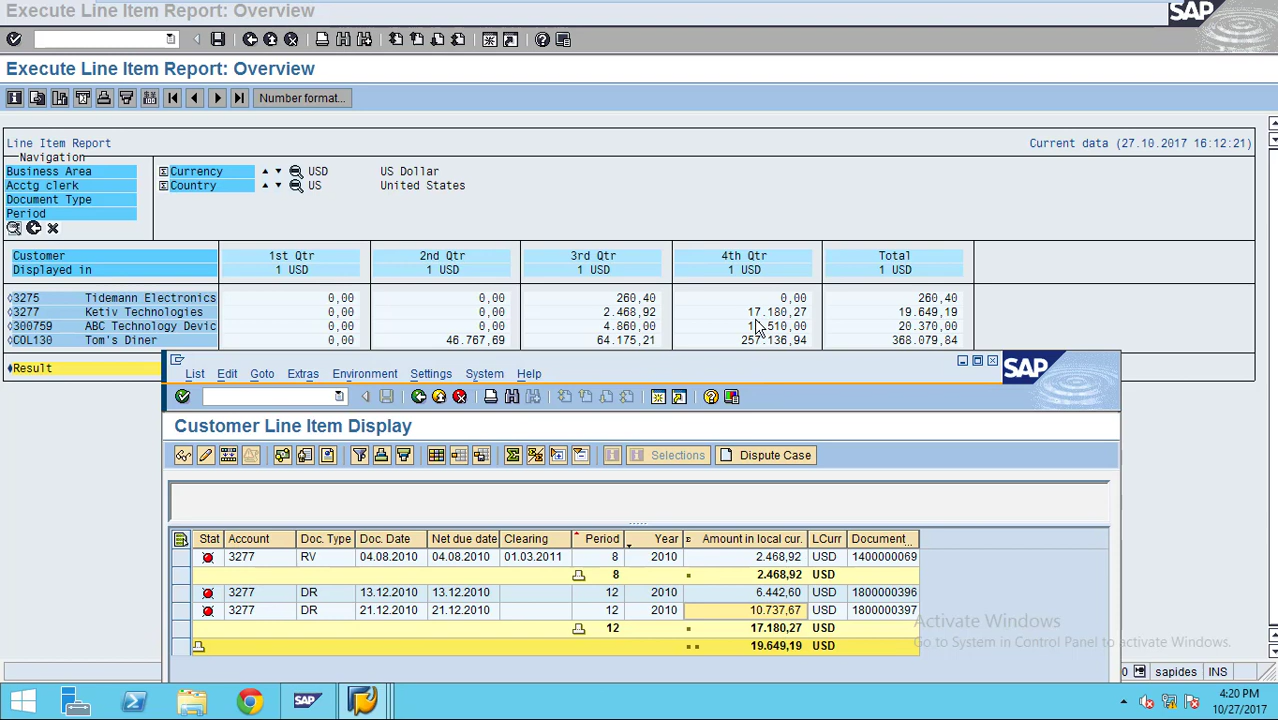 Execute Line Item Report: Overview
SAP
Execute Line Item Report: Overview
Number format...
Line Item Report
Current data (27.10.2017 16:12:21)
Navigation
Business Area
Acctg clerk
Document Type
Period
Currency USD US Dollar
Country US United States
Customer 1st Qtr 2nd Qtr 3rd Qtr 4th Qtr Total
Displayed in 1 USD 1 USD 1 USD 1 USD 1 USD
3275 Tidemann Electronics 0,00 0,00 260,40 0,00 260,40
3277 Ketiv Technologies 0,00 0,00 2.468,92 17.180,27 19.649,19
300759 ABC Technology Devic 0,00 0,00 4.860,00 20.370,00
COL130 Tom's Diner 0,00 46.767,69 64.175,21 257.136,94 368.079,84
Result
List Edit Goto Extras Environment Settings System Help
SAP
Customer Line Item Display
Selections Dispute Case
Stat Account Doc. Type Doc. Date Net due date Clearing Period Year Amount in local cur. LCurr Document
3277 RV 04.08.2010 04.08.2010 01.03.2011 8 2010 2.468,92 USD 1400000069
8 2.468,92 USD
3277 DR 13.12.2010 13.12.2010 12 2010 6.442,60 USD 1800000396
3277 DR 21.12.2010 21.12.2010 12 2010 10.737,67 USD 1800000397
12 17.180,27 USD
19.649,19 USD
Activate Windows
Go to System in Control Panel to activate Windows.
0 sapides INS
4:20 PM
10/27/2017